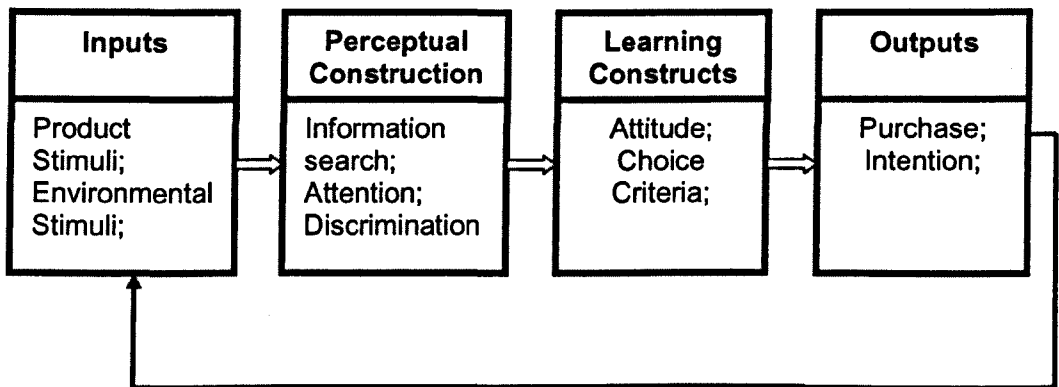 Inputs
Product
Stimuli;
Environmental
Stimuli;
Perceptual
Construction
Information
search;
Attention;
Discrimination
Learning
Constructs
Attitude;
Choice
Criteria;
Outputs
Purchase;
Intention;